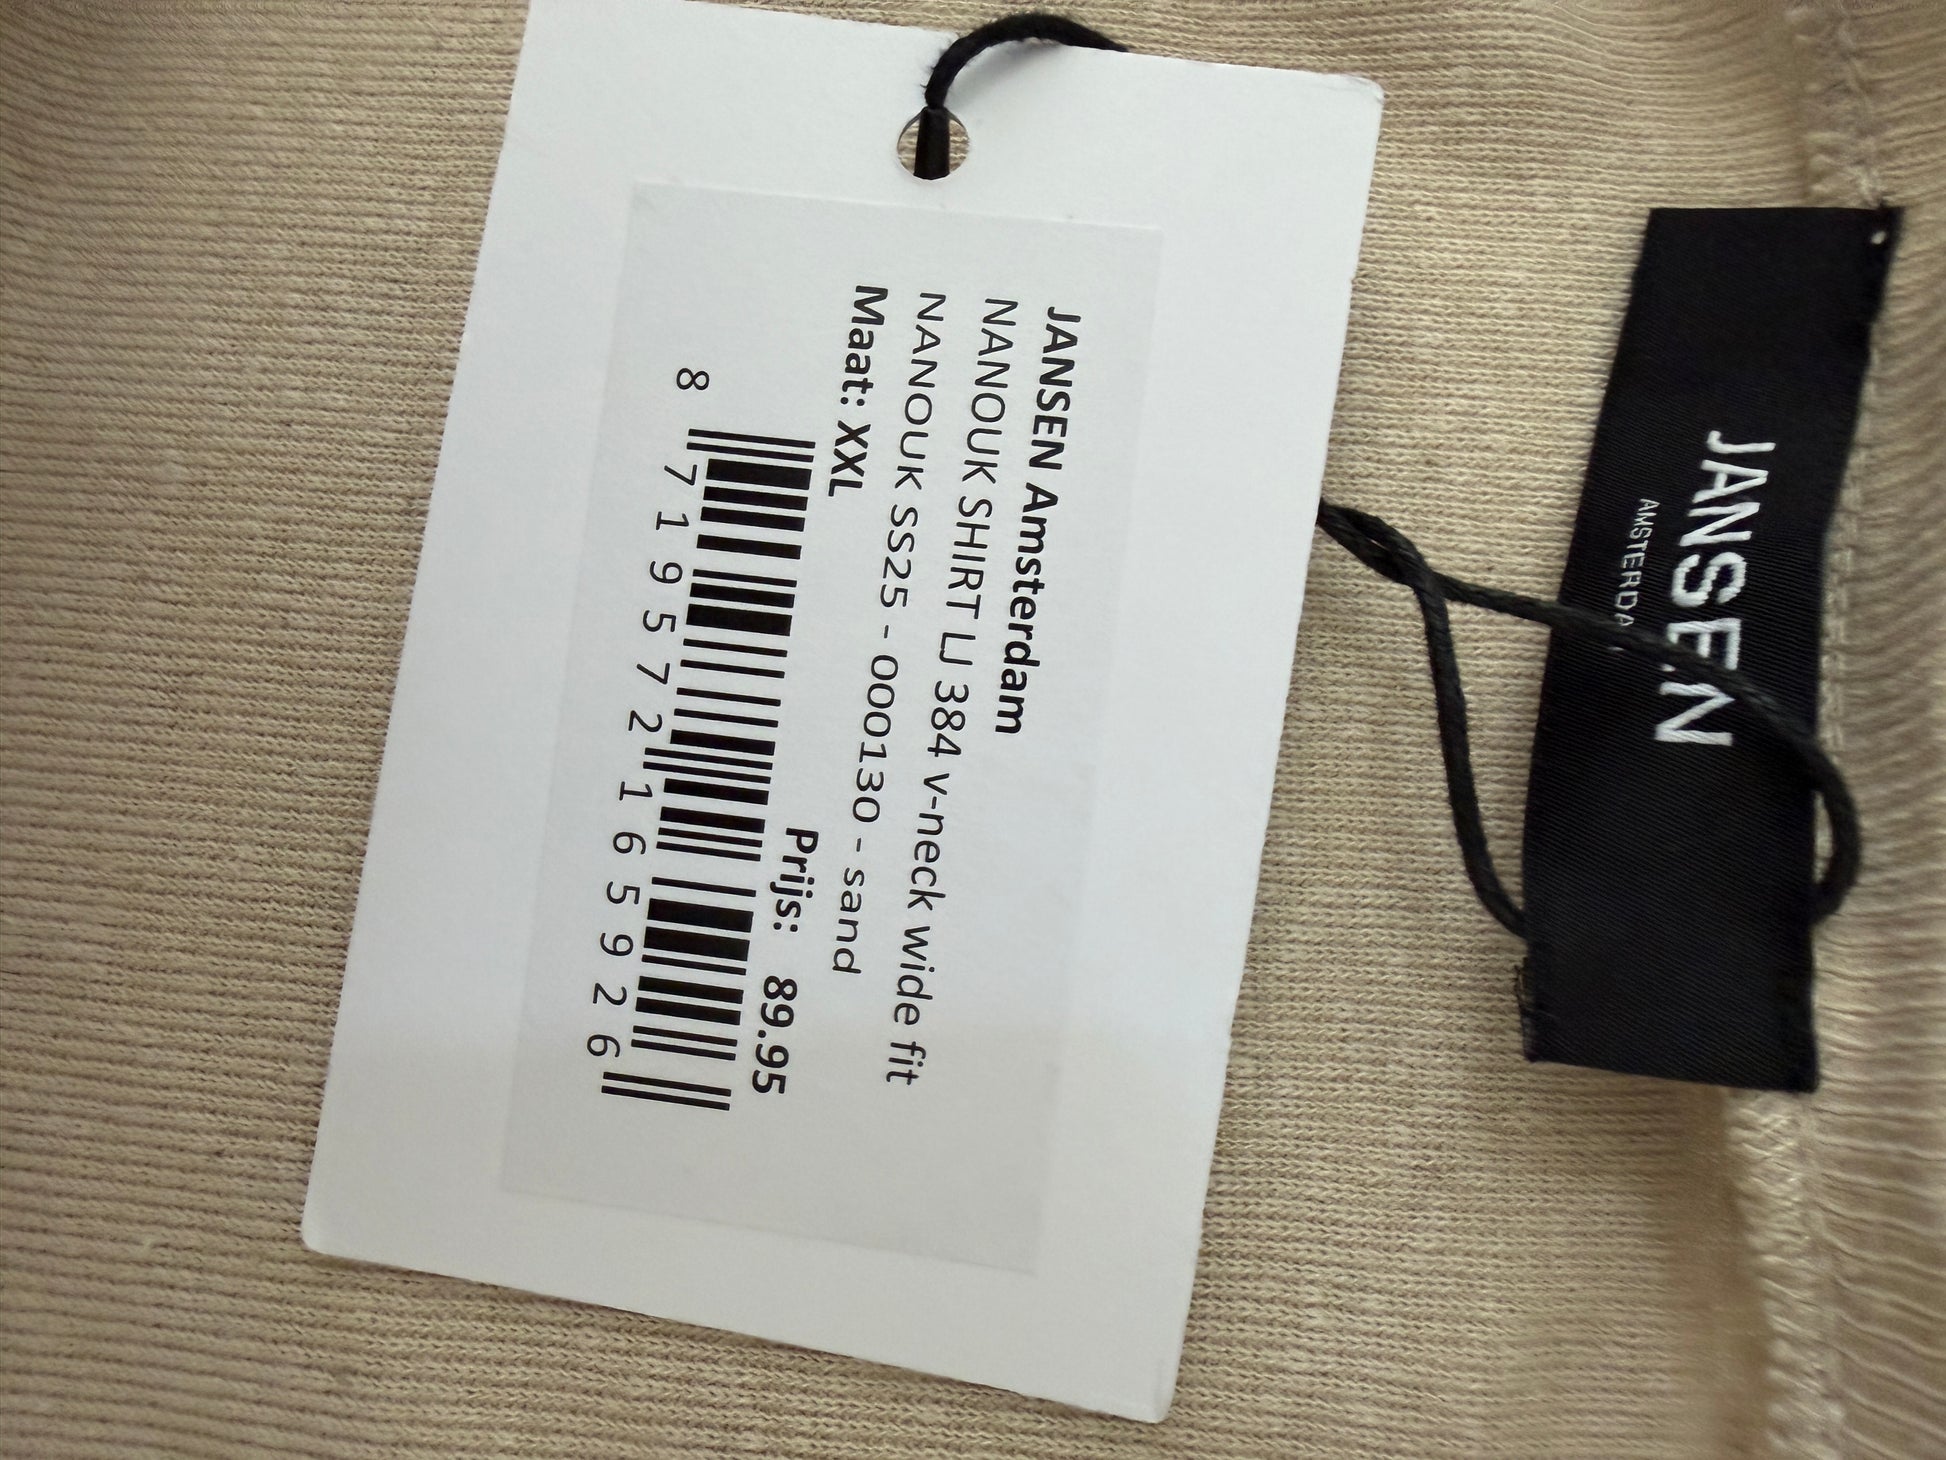 JANSEN Amsterdam
NANOUK SHIRT LJ 384 v-neck wide fit
NANOUK SS25 - 000130 - sand
Maat: XXL
Prijs: 89.95
8 719572 165926
JANSEN
AMSTERDA